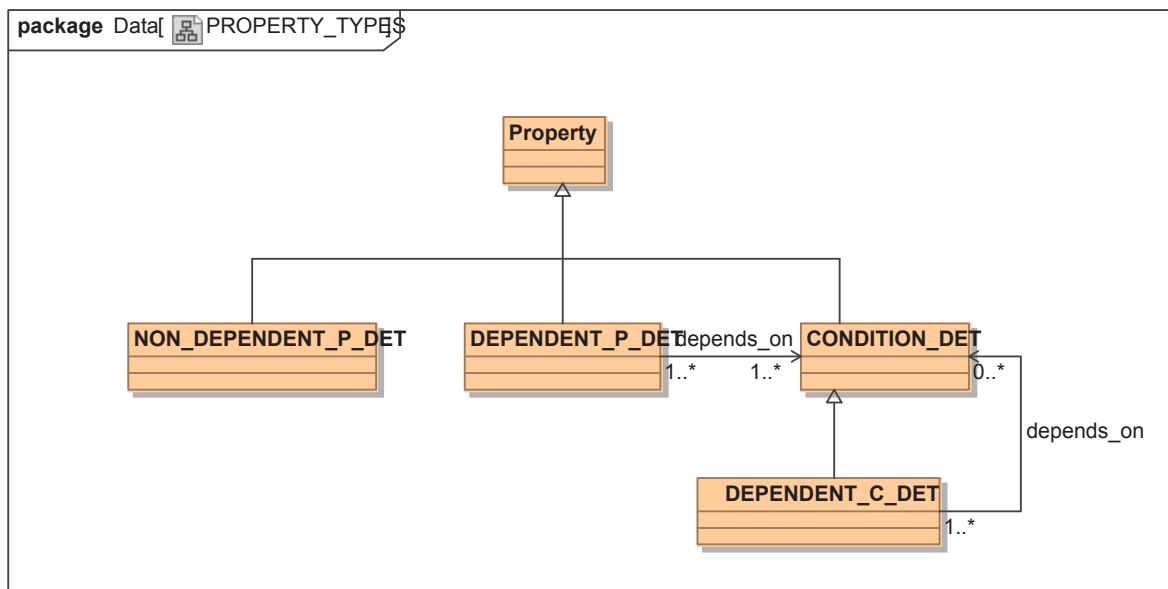 package Data[ PROPERTY_TYPES]
Property
NON_DEPENDENT_P_DET
DEPENDENT_P_DET
depends_on
CONDITION_DET
1..*
1..*
0..*
depends_on
DEPENDENT_C_DET
1..*